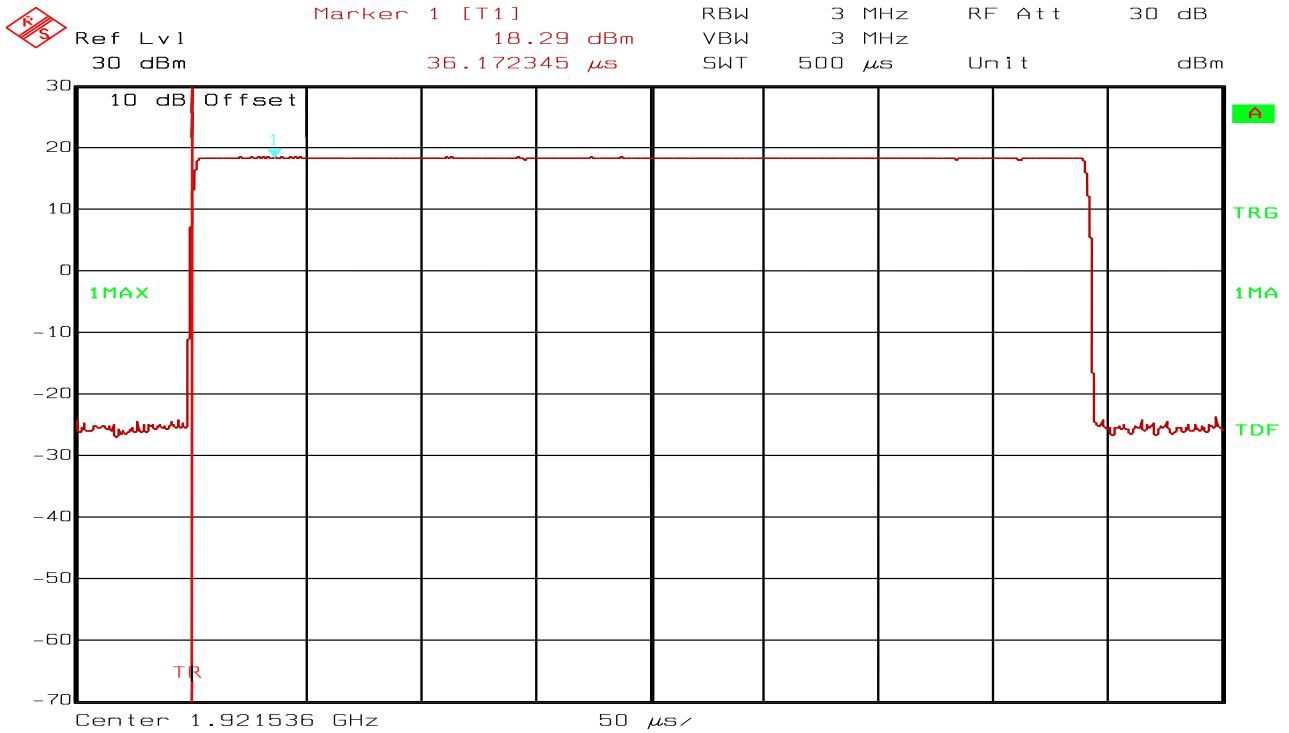 Marker 1 [T1] RBW 3 MHz RF Att 30 dB
R S
Ref Lvl 18.29 dBm VBW 3 MHz
30 dBm 36.172345 µs SWT 500 µs Unit dBm
30
10 dB Offset
A
1
20
10
TRG
0
1MAX
1MA
-10
-20
TDF
-30
-40
-50
-60
TR
-70
Center 1.921536 GHz 50 µs/